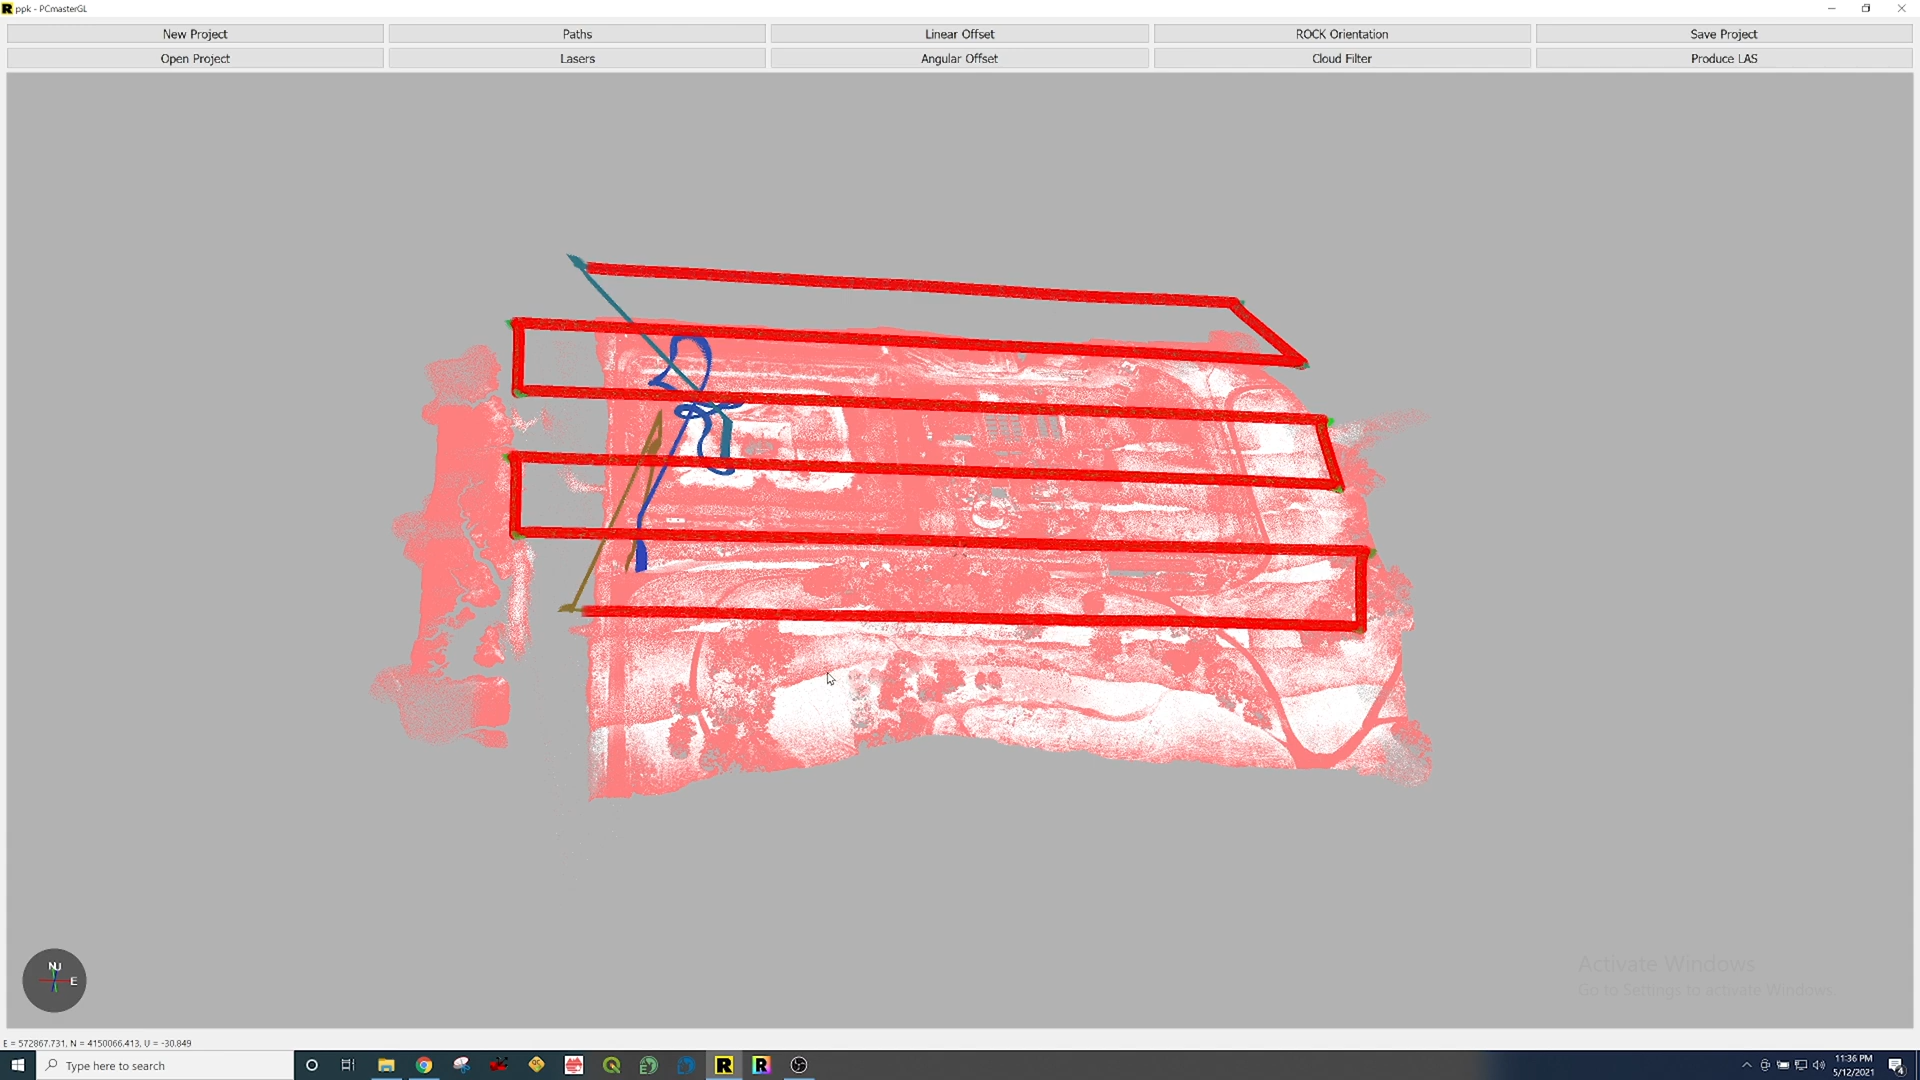 ppk - PCmasterGL
New Project
Paths
Linear Offset
ROCK Orientation
Save Project
Open Project
Lasers
Angular Offset
Cloud Filter
Produce LAS
NU
E
Activate Windows
Go to Settings to activate Windows.
E = 572867.731, N = 4150066.413, U = -30.849
Type here to search
11:36 PM
5/12/2021
4